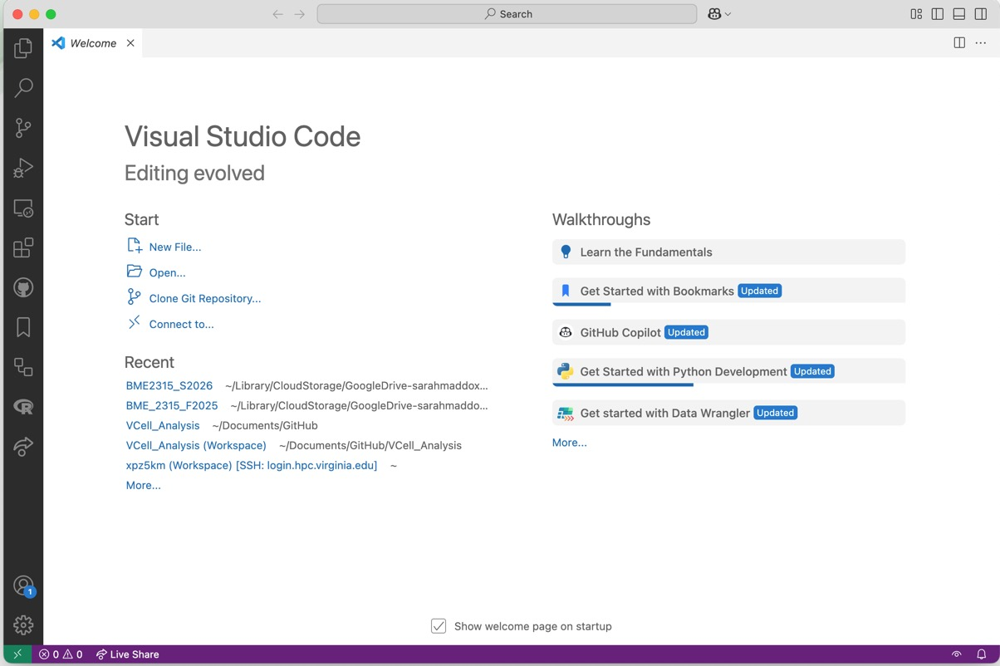 Search
Welcome
Visual Studio Code
Editing evolved
Start
New File...
Open...
Clone Git Repository...
Connect to...
Recent
BME2315_S2026 ~/Library/CloudStorage/GoogleDrive-sarahmaddox...
BME_2315_F2025 ~/Library/CloudStorage/GoogleDrive-sarahmaddo...
VCell_Analysis ~/Documents/GitHub
VCell_Analysis (Workspace) ~/Documents/GitHub/VCell_Analysis
xpz5km (Workspace) [SSH: login.hpc.virginia.edu] ~
More...
Walkthroughs
Learn the Fundamentals
Get Started with Bookmarks Updated
GitHub Copilot Updated
Get Started with Python Development Updated
Get started with Data Wrangler Updated
More...
Show welcome page on startup
1
0 0 Live Share